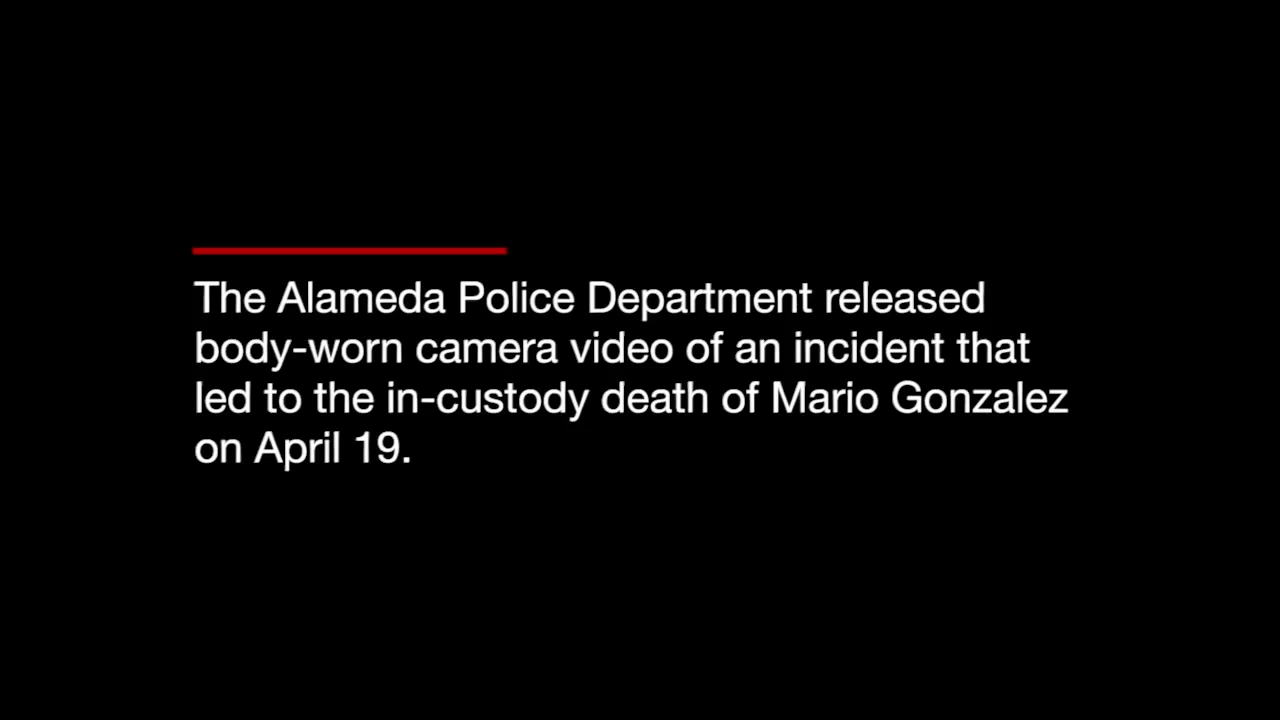 The Alameda Police Department released
body-worn camera video of an incident that
led to the in-custody death of Mario Gonzalez
on April 19.